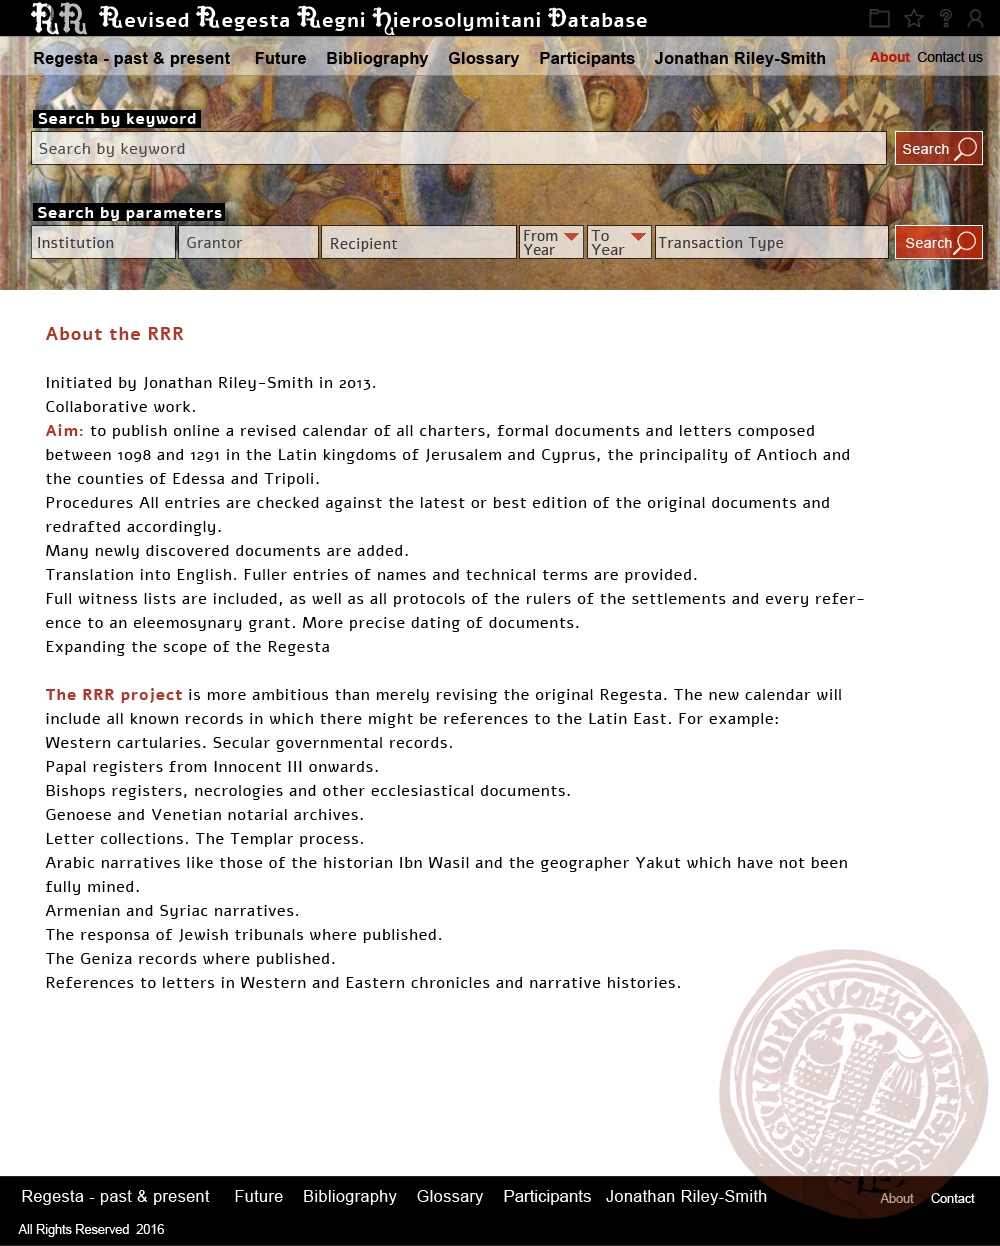 RR Revised Regesta Regni Hierosolymitani Database
Regesta - past & present Future Bibliography Glossary Participants Jonathan Riley-Smith About Contact us
Search by keyword
Search by keyword Search
Search by parameters
Institution Grantor Recipient From Year To Year Transaction Type Search
About the RRR
Initiated by Jonathan Riley-Smith in 2013.
Collaborative work.
Aim: to publish online a revised calendar of all charters, formal documents and letters composed
between 1098 and 1291 in the Latin kingdoms of Jerusalem and Cyprus, the principality of Antioch and
the counties of Edessa and Tripoli.
Procedures All entries are checked against the latest or best edition of the original documents and
redrafted accordingly.
Many newly discovered documents are added.
Translation into English. Fuller entries of names and technical terms are provided.
Full witness lists are included, as well as all protocols of the rulers of the settlements and every refer-
ence to an eleemosynary grant. More precise dating of documents.
Expanding the scope of the Regesta
The RRR project is more ambitious than merely revising the original Regesta. The new calendar will
include all known records in which there might be references to the Latin East. For example:
Western cartularies. Secular governmental records.
Papal registers from Innocent III onwards.
Bishops registers, necrologies and other ecclesiastical documents.
Genoese and Venetian notarial archives.
Letter collections. The Templar process.
Arabic narratives like those of the historian Ibn Wasil and the geographer Yakut which have not been
fully mined.
Armenian and Syriac narratives.
The responsa of Jewish tribunals where published.
The Geniza records where published.
References to letters in Western and Eastern chronicles and narrative histories.
Regesta - past & present Future Bibliography Glossary Participants Jonathan Riley-Smith About Contact
All Rights Reserved 2016